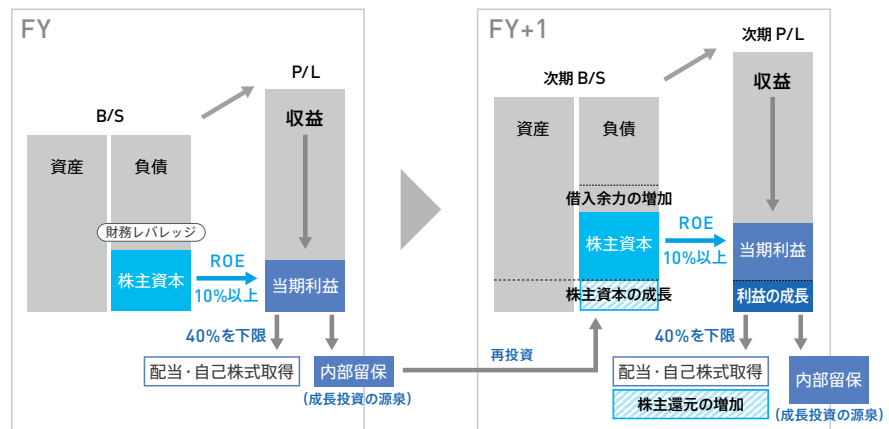 FY
P/L
B/S
収益
資産
負債
財務レバレッジ
株主資本
ROE
10%以上
当期利益
40%を下限
配当・自己株式取得
内部留保
(成長投資の源泉)
再投資
FY+1
次期 P/L
次期 B/S
収益
資産
負債
借入余力の増加
株主資本
ROE
10%以上
当期利益
株主資本の成長
利益の成長
40%を下限
配当・自己株式取得
株主還元の増加
内部留保
(成長投資の源泉)